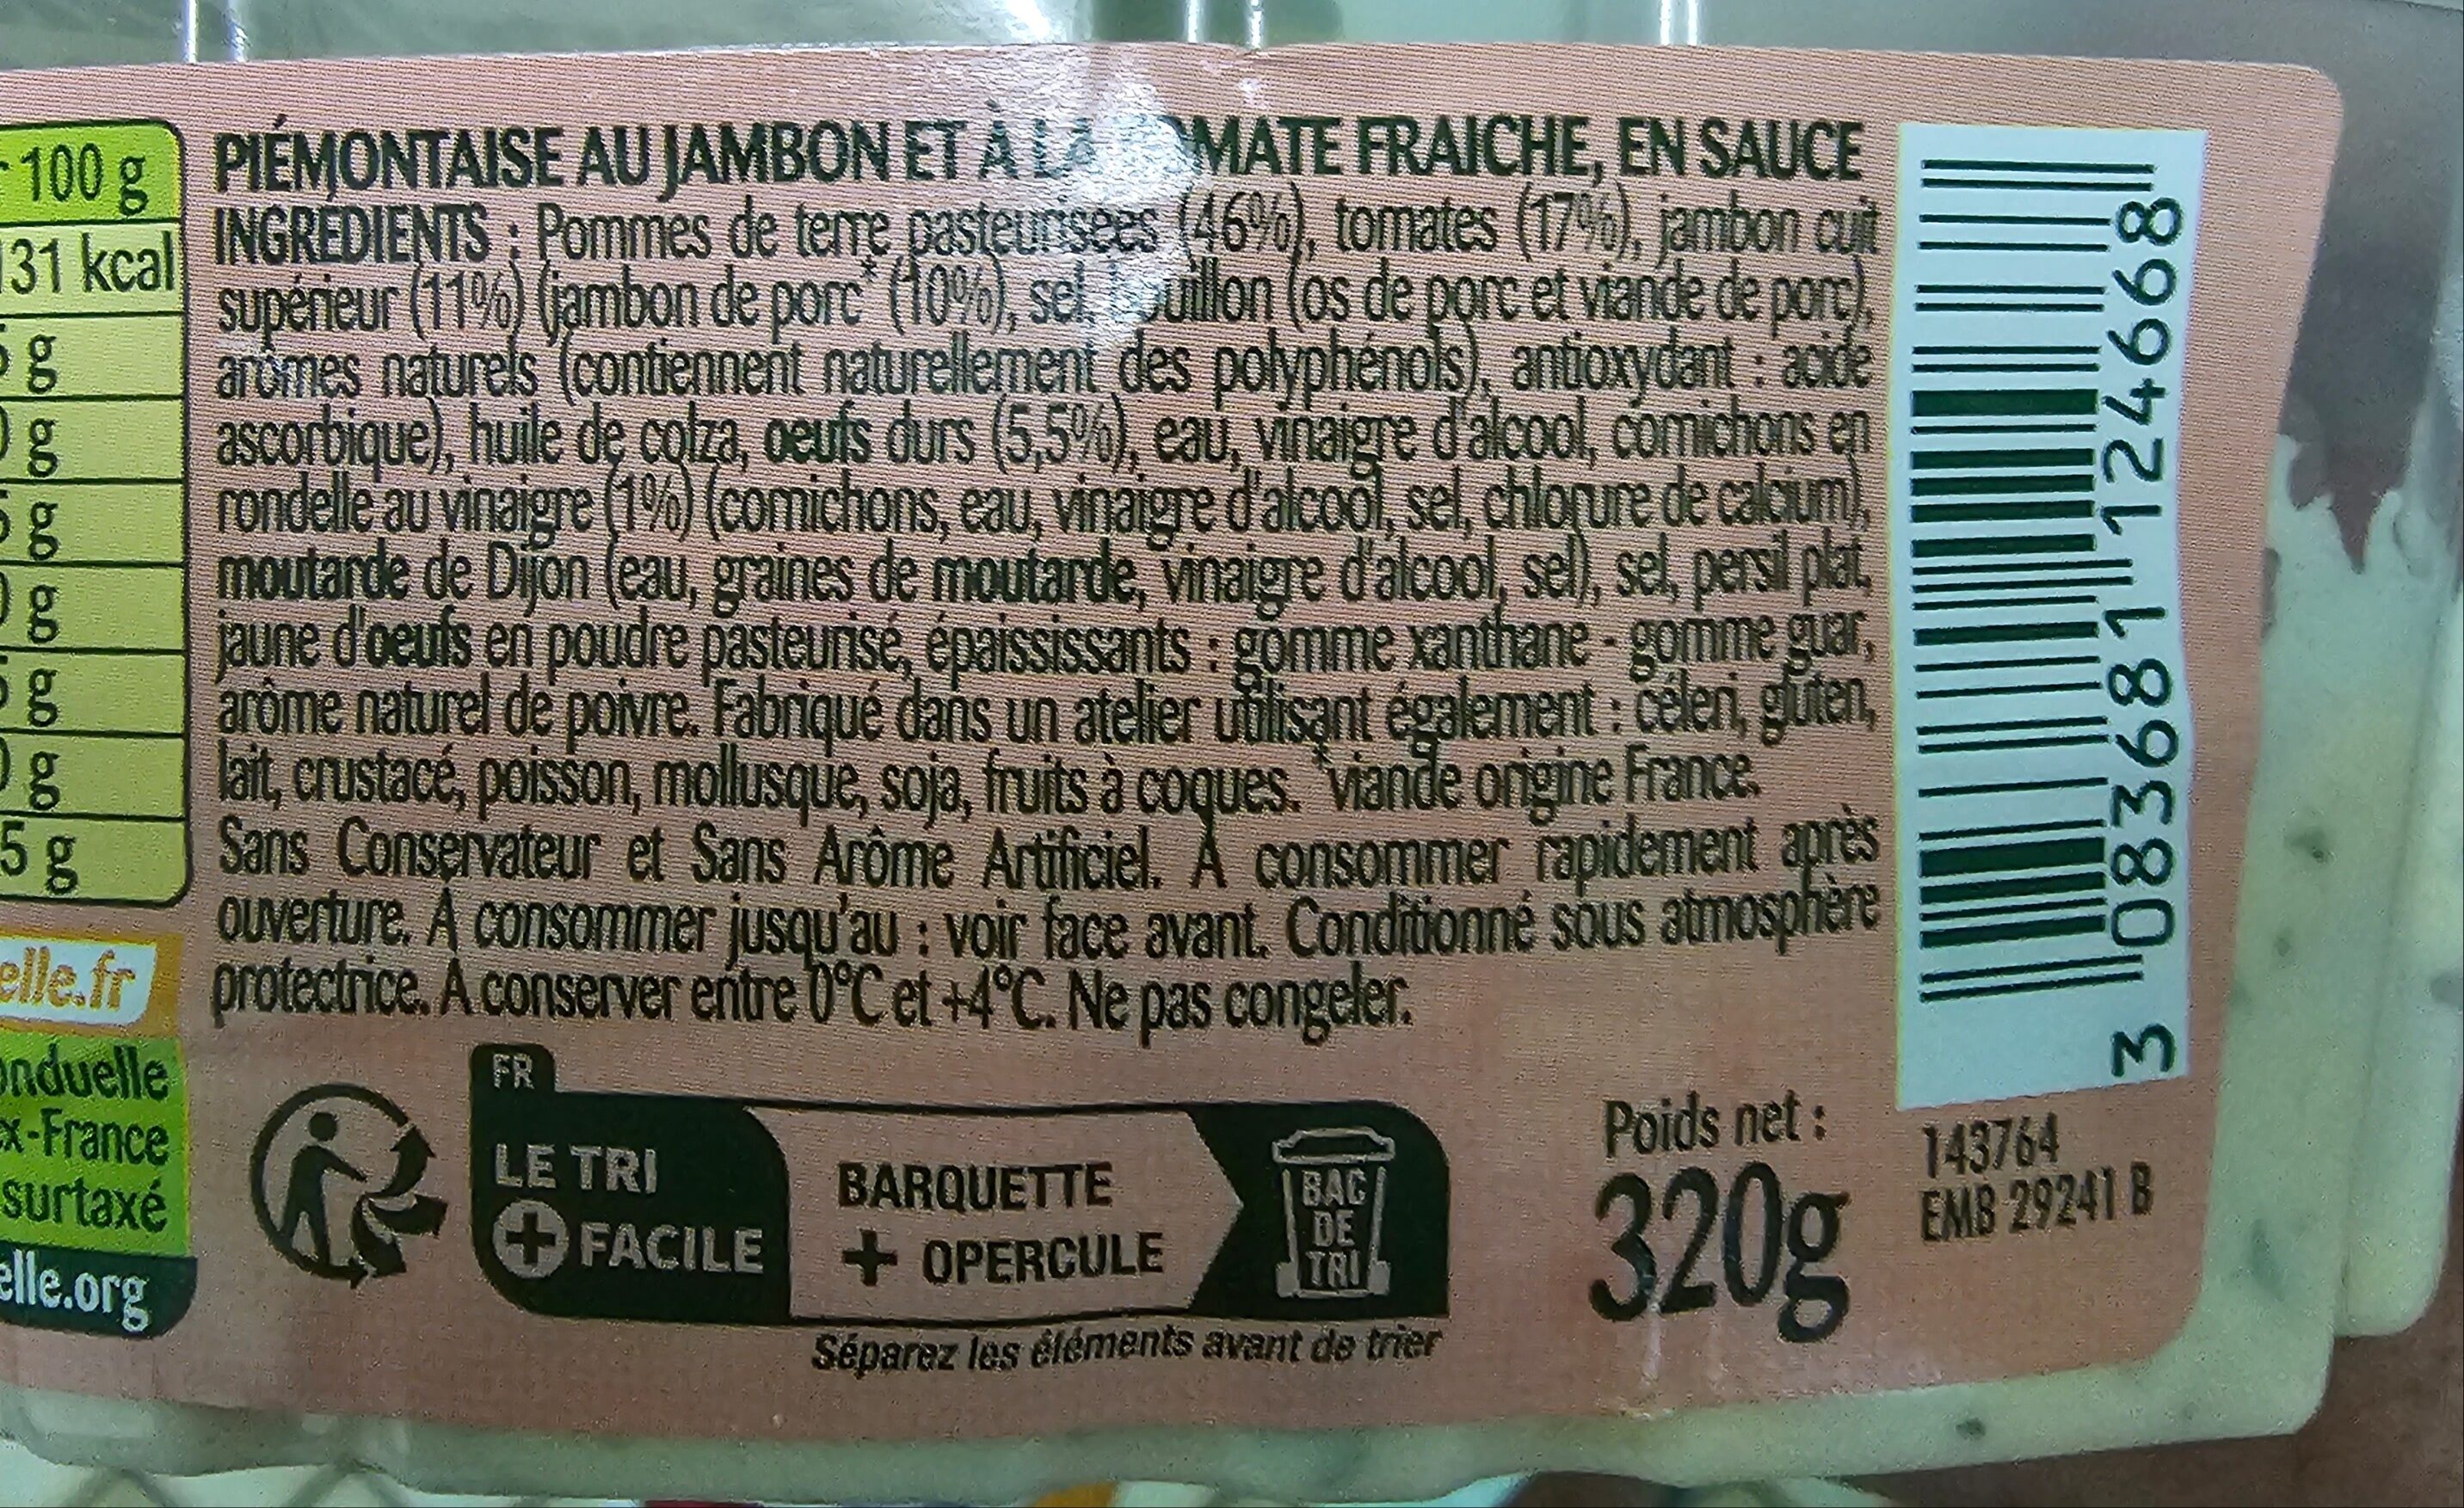 100 g
131 kcal
g
g
g
g
g
g
5 g
elle.fr
onduelle
x-France
surtaxé
elle.org
PIÉMONTAISE AU JAMBON ET À LA TOMATE FRAICHE, EN SAUCE
INGRÉDIENTS : Pommes de terre pasteurisées (46%), tomates (17%), jambon cuit
supérieur (11%) (jambon de porc* (10%), sel, bouillon (os de porc et viande de porc),
arômes naturels (contiennent naturellement des polyphénols), antioxydant : acide
ascorbique), huile de colza, oeufs durs (5,5%), eau, vinaigre d'alcool, cornichons en
rondelle au vinaigre (1%) (cornichons, eau, vinaigre d'alcool, sel, chlorure de calcium),
moutarde de Dijon (eau, graines de moutarde, vinaigre d'alcool, sel), sel, persil plat,
jaune d'oeufs en poudre pasteurisé, épaississants : gomme xanthane - gomme guar,
arôme naturel de poivre. Fabriqué dans un atelier utilisant également : céleri, gluten,
lait, crustacé, poisson, mollusque, soja, fruits à coques. *viande origine France.
Sans Conservateur et Sans Arôme Artificiel. A consommer rapidement après
ouverture. A consommer jusqu'au : voir face avant. Conditionné sous atmosphère
protectrice. A conserver entre 0°C et +4°C. Ne pas congeler.
FR
LE TRI
+ FACILE
BARQUETTE
+ OPERCULE
BAC
DE
TRI
Séparez les éléments avant de trier
Poids net :
320g
3 083681 124668
143764
EMB 29241 B